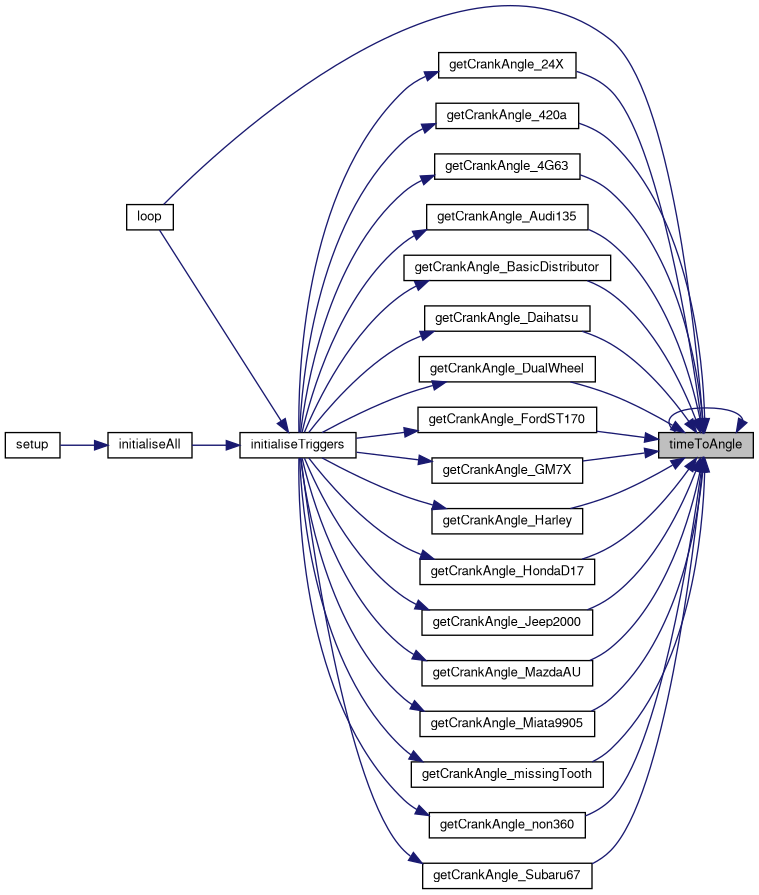 getCrankAngle_24X
getCrankAngle_420a
getCrankAngle_4G63
loop
getCrankAngle_Audi135
getCrankAngle_BasicDistributor
getCrankAngle_Daihatsu
getCrankAngle_DualWheel
getCrankAngle_FordST170
setup
initialiseAll
initialiseTriggers
timeToAngle
getCrankAngle_GM7X
getCrankAngle_Harley
getCrankAngle_HondaD17
getCrankAngle_Jeep2000
getCrankAngle_MazdaAU
getCrankAngle_Miata9905
getCrankAngle_missingTooth
getCrankAngle_non360
getCrankAngle_Subaru67